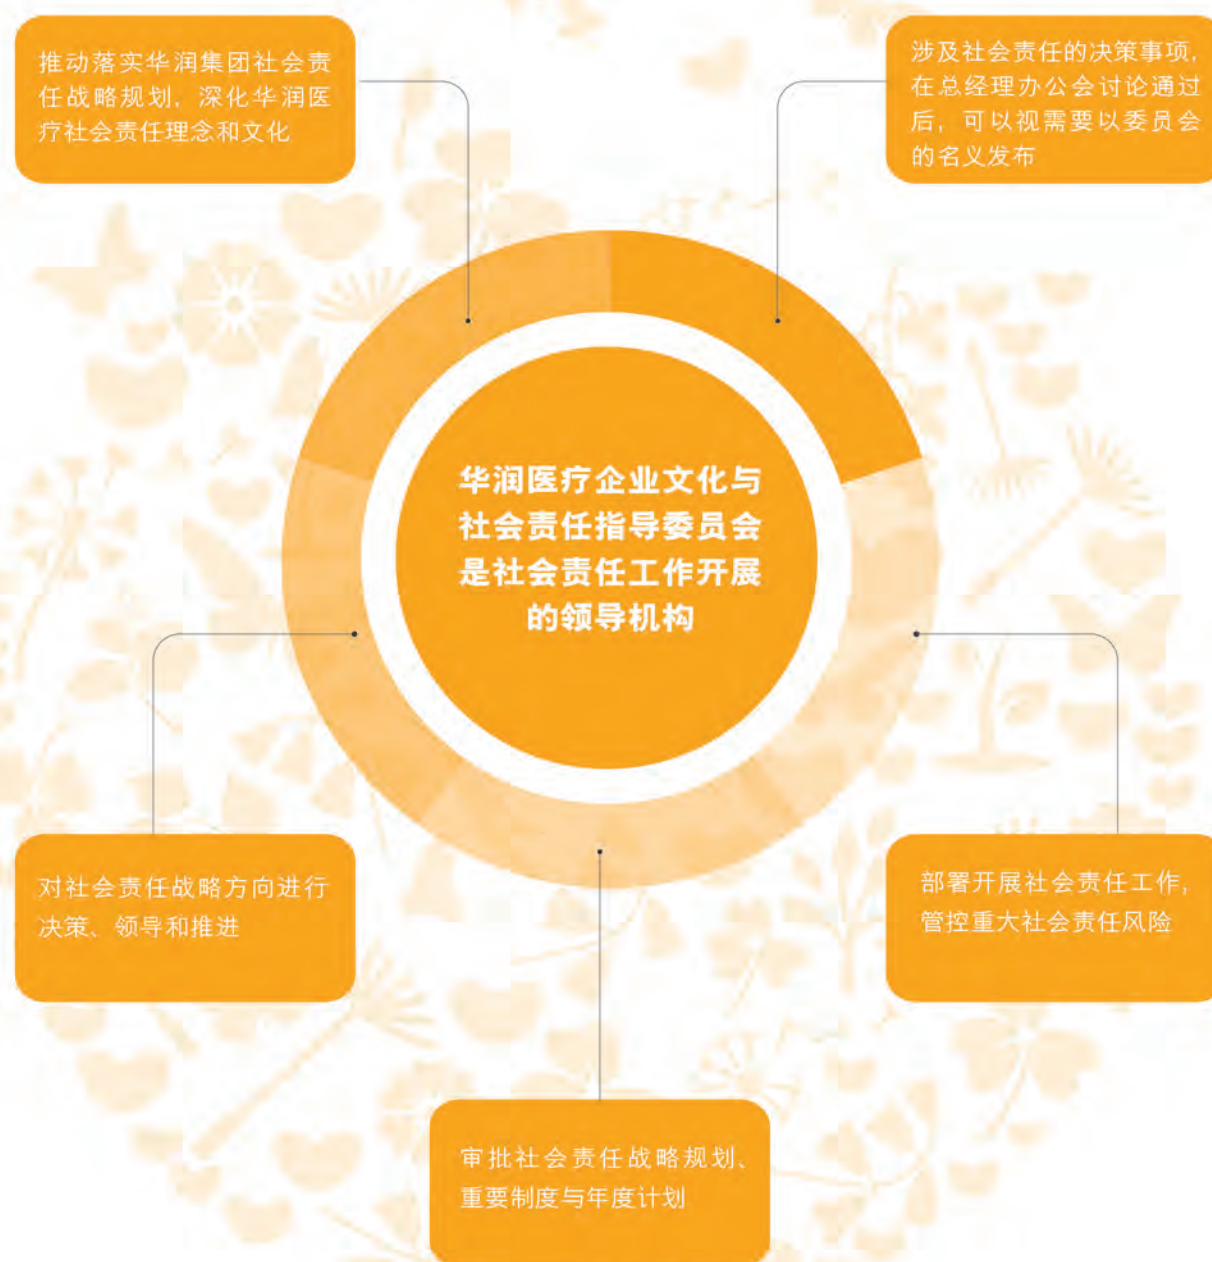 推动落实华润集团社会责
任战略规划，深化华润医
疗社会责任理念和文化
涉及社会责任的决策事项，
在总经理办公会讨论通过
后，可以视需要以委员会
的名义发布
华润医疗企业文化与
社会责任指导委员会
是社会责任工作开展
的领导机构
对社会责任战略方向进行
决策、领导和推进
部署开展社会责任工作，
管控重大社会责任风险
审批社会责任战略规划、
重要制度与年度计划